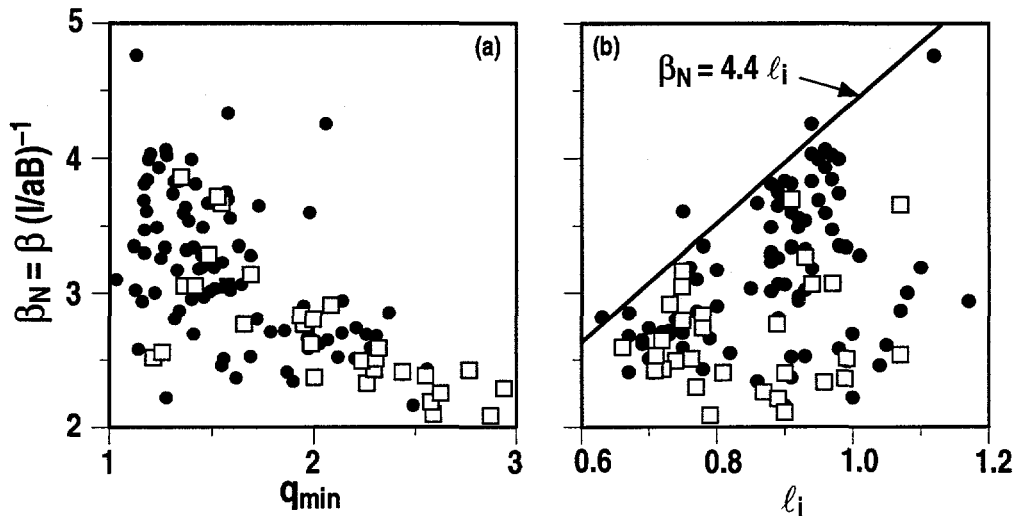 5
4
3
2
β_N = β (I/aB)⁻¹
(a)
1
2
3
q_min
(b)
β_N = 4.4 ℓ_i
0.6
0.8
1.0
1.2
ℓ_i